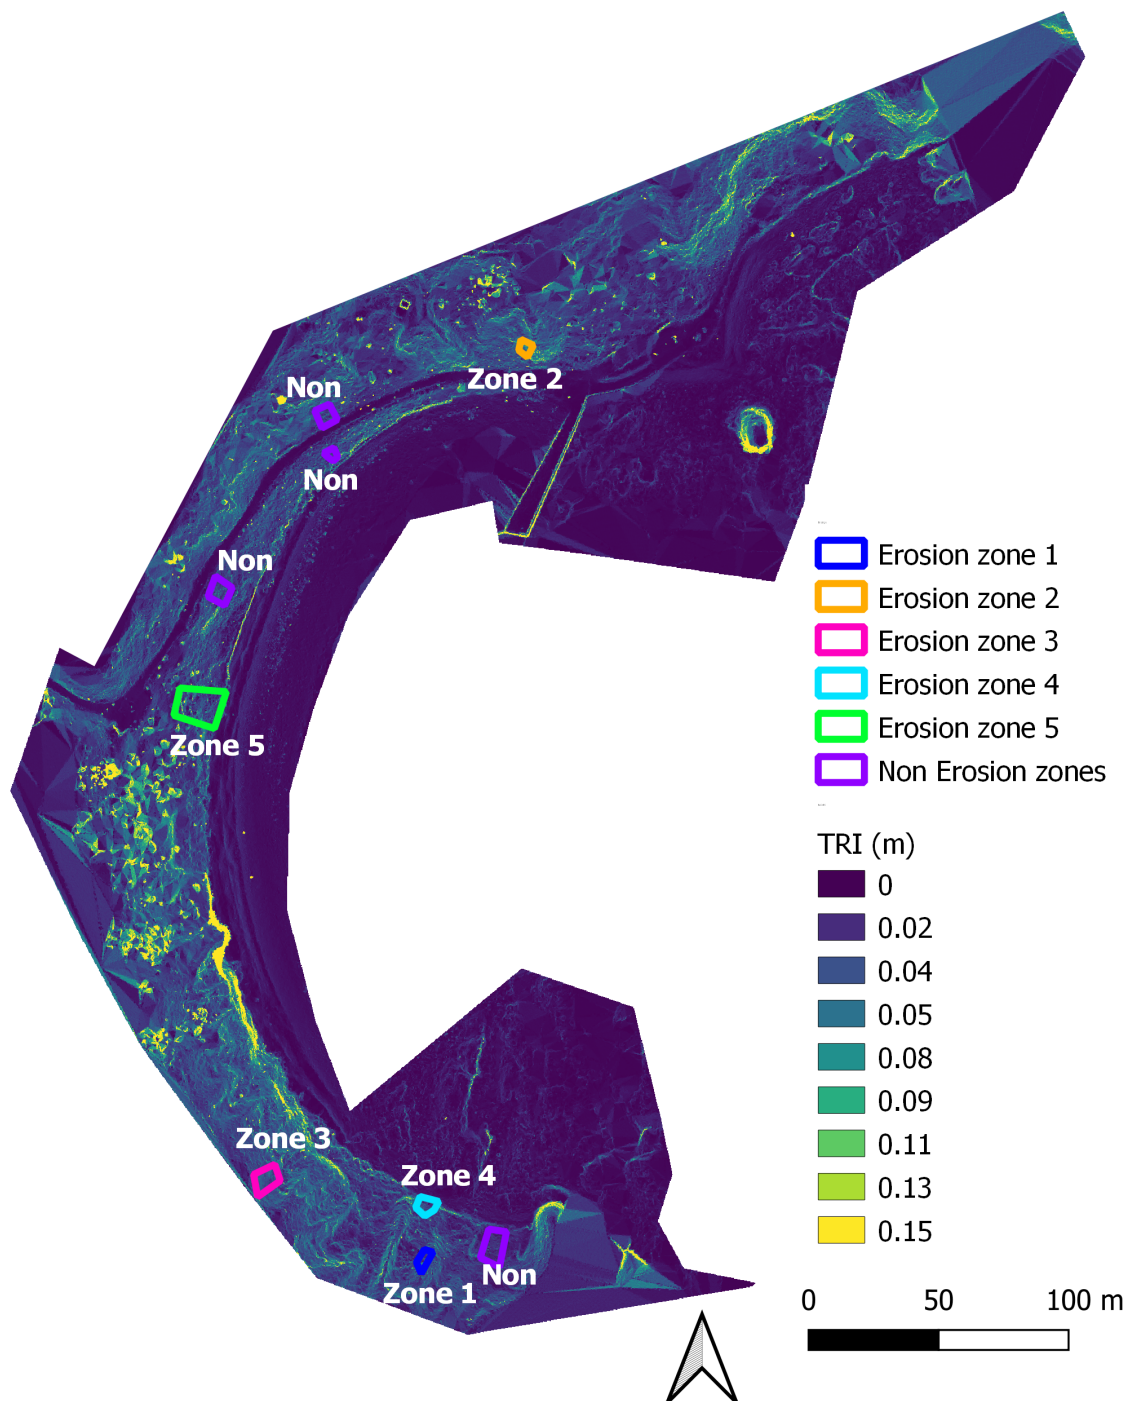 Zone 2
Non
Non
Non
Zone 5
Zone 3
Zone 4
Non
Zone 1
Erosion zone 1
Erosion zone 2
Erosion zone 3
Erosion zone 4
Erosion zone 5
Non Erosion zones
TRI (m)
0
0.02
0.04
0.05
0.08
0.09
0.11
0.13
0.15
0 50 100 m